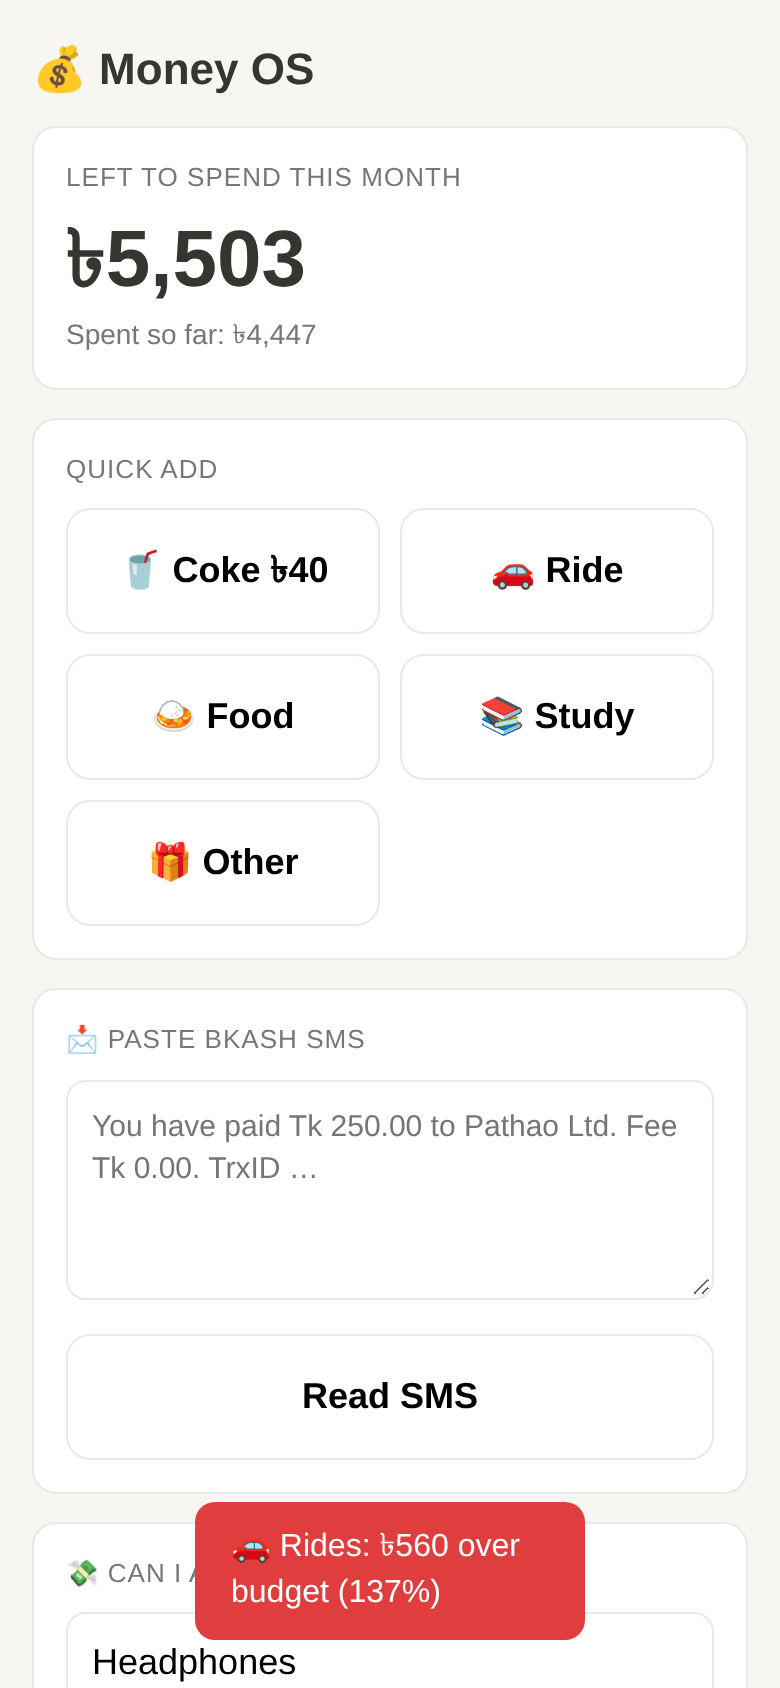 💰 Money OS
LEFT TO SPEND THIS MONTH
৳5,503
Spent so far: ৳4,447
QUICK ADD
🥤 Coke ৳40
🚗 Ride
🍛 Food
📚 Study
🎁 Other
📩 PASTE BKASH SMS
You have paid Tk 250.00 to Pathao Ltd. Fee
Tk 0.00. TrxID …
Read SMS
🚗 Rides: ৳560 over
budget (137%)
💸 CAN I
Headphones